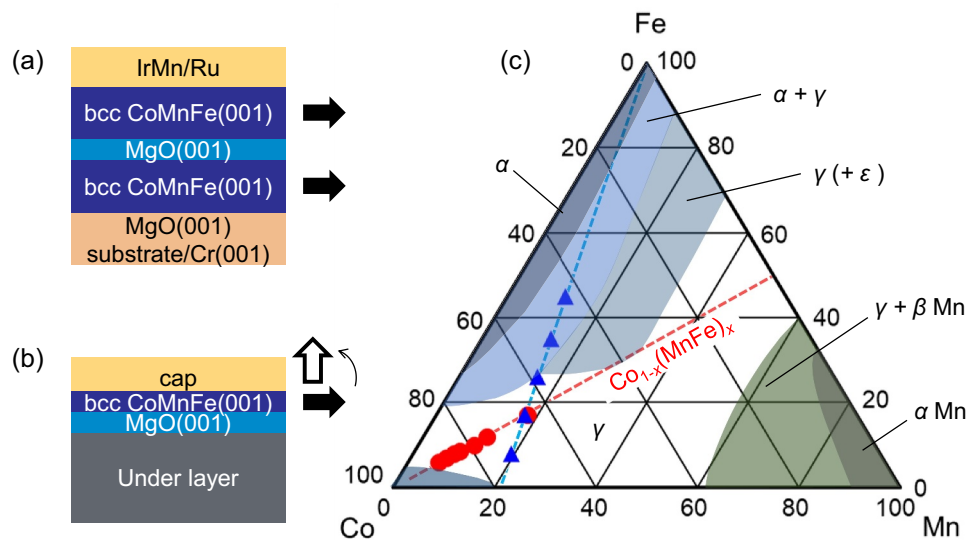 (a)
IrMn/Ru
bcc CoMnFe(001)
MgO(001)
bcc CoMnFe(001)
MgO(001)
substrate/Cr(001)
(b)
cap
bcc CoMnFe(001)
MgO(001)
Under layer
(c)
Fe
0 100
α + γ
20 80
α
γ (+ ε )
40 60
γ + β Mn
60 40
Co1-x(MnFe)x
80 20
α Mn
γ
100 0
0 20 40 60 80 100
Co Mn